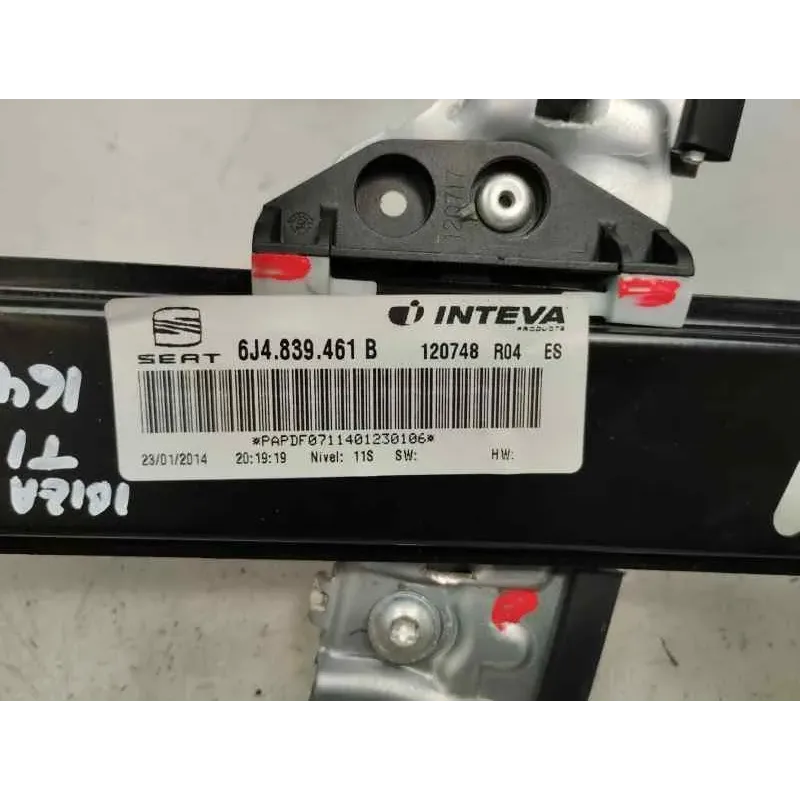 120717
INTEVA
PRODUCTS
SEAT 6J4.839.461 B 120748 R04 ES
*PAPDF0711401230106*
23/01/2014 20:19:19 Nivel: 11S SW: HW:
IBIZA
TI